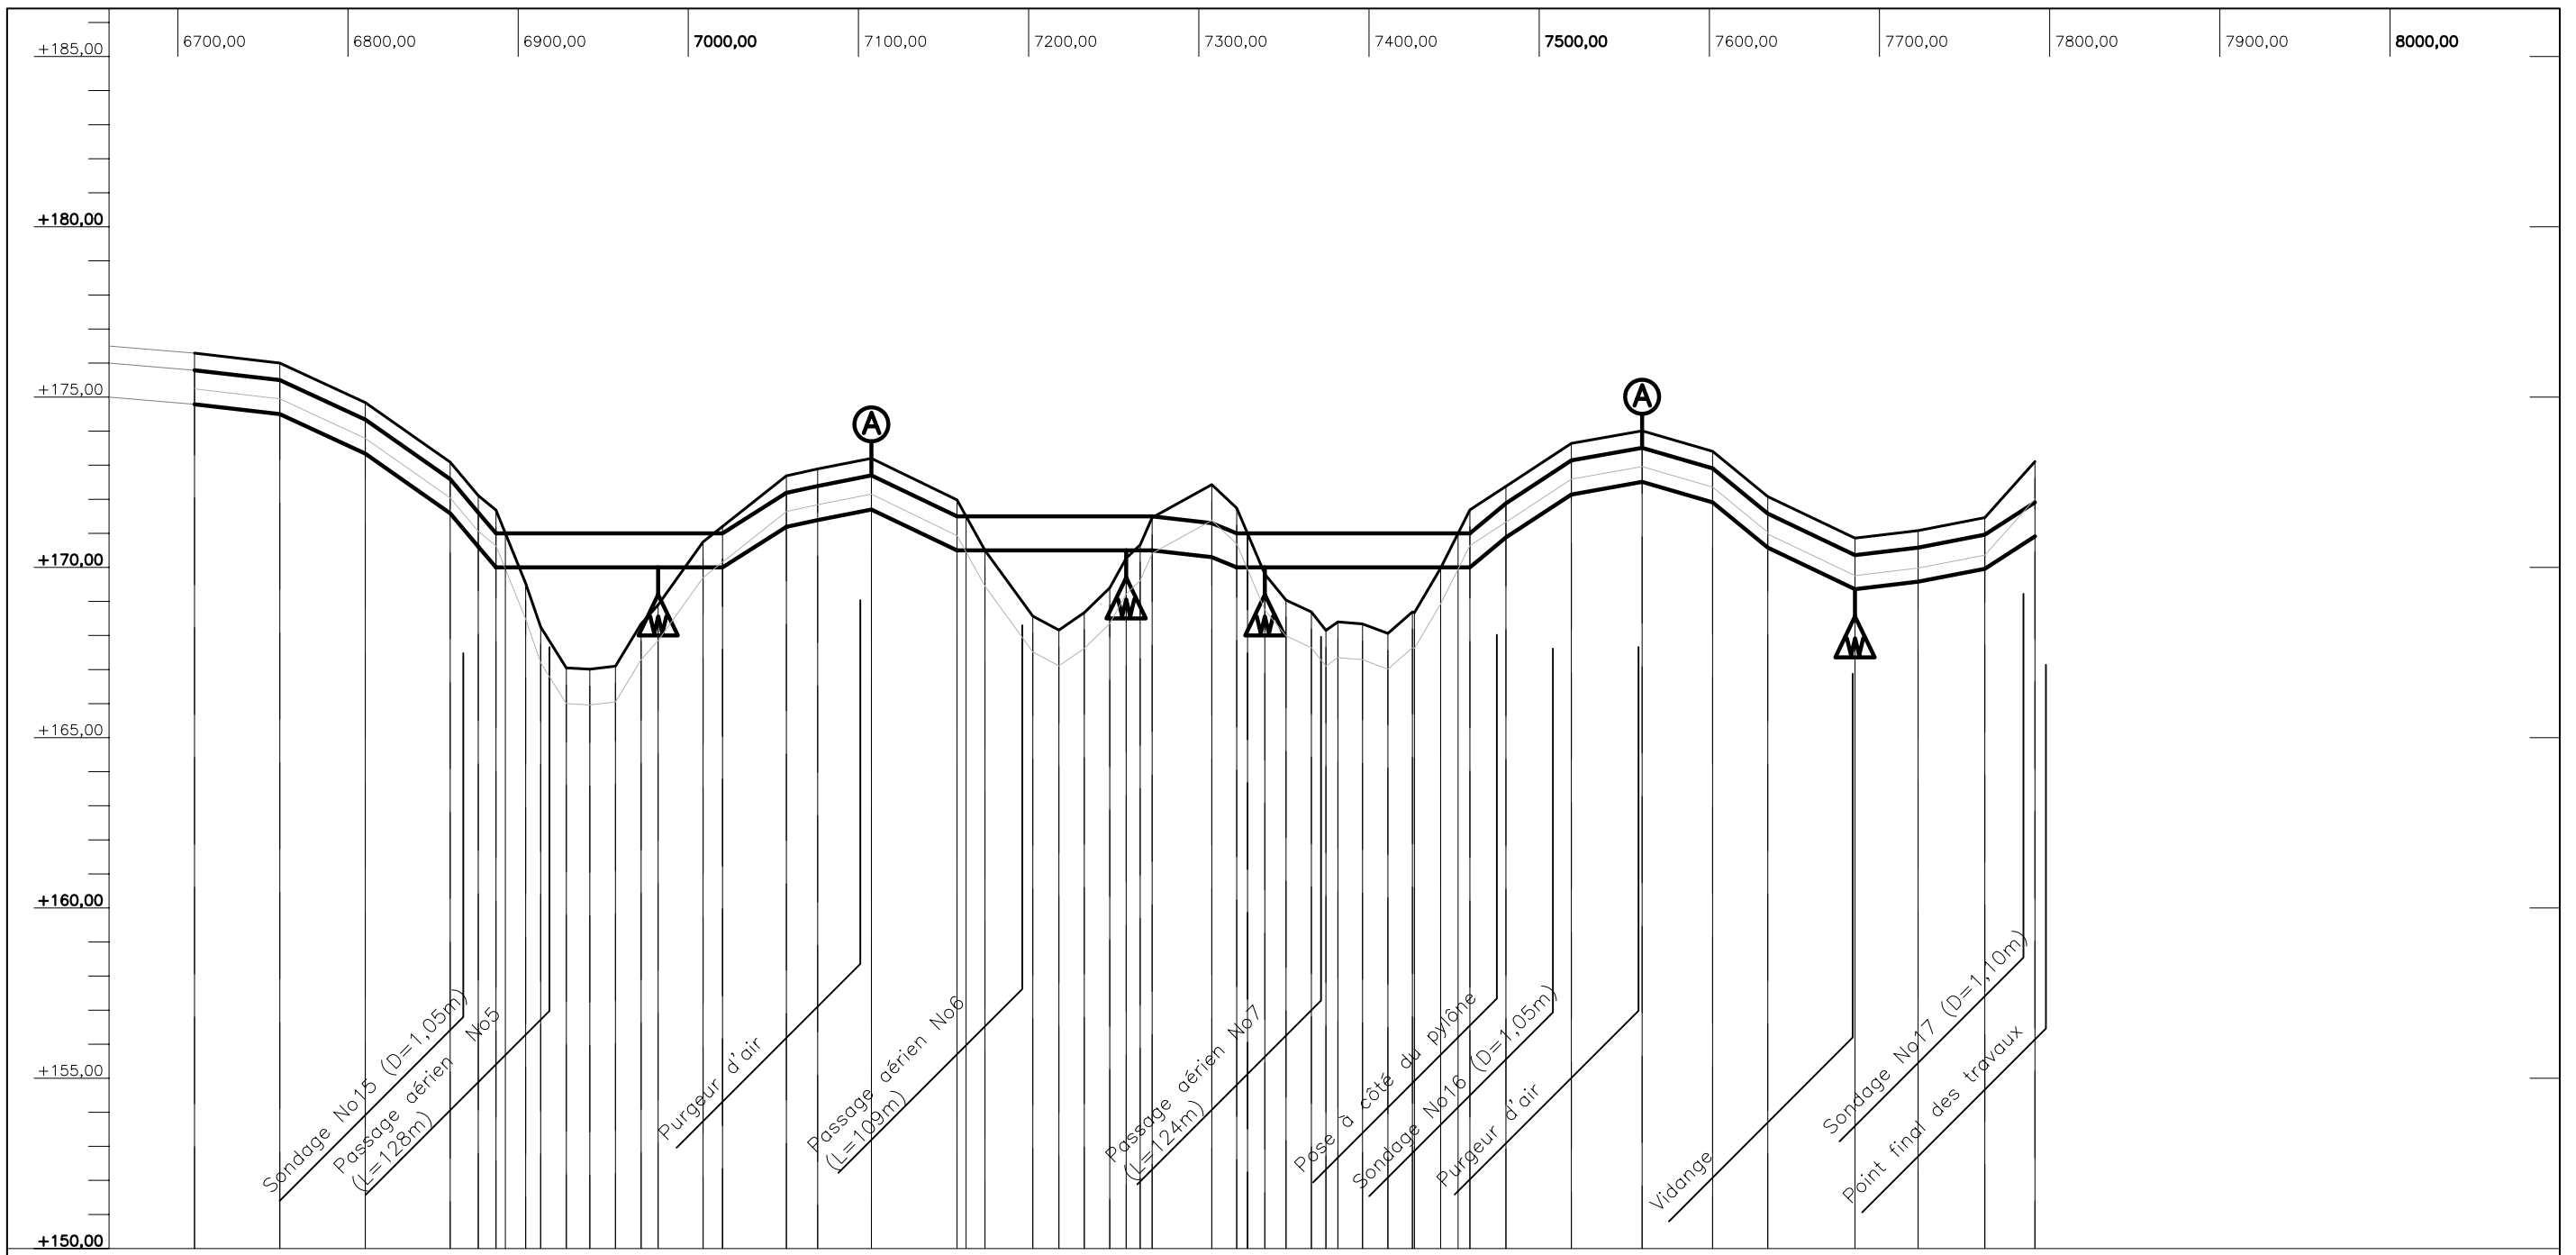 6700,00
6800,00
6900,00
7000,00
7100,00
7200,00
7300,00
7400,00
7500,00
7600,00
7700,00
7800,00
7900,00
8000,00
+185,00
+180,00
+175,00
+170,00
+165,00
+160,00
+155,00
+150,00
A
A
W
W
W
W
Sondage No15 (D=1,05m)
Passage aérien No5
(L=128m)
Purgeur d'air
Passage aérien No6
(L=109m)
Passage aérien No7
(L=124m)
Pose à côté du pylône
Sondage No16 (D=1,05m)
Purgeur d'air
Vidange
Sondage No17 (D=1,10m)
Point final des travaux